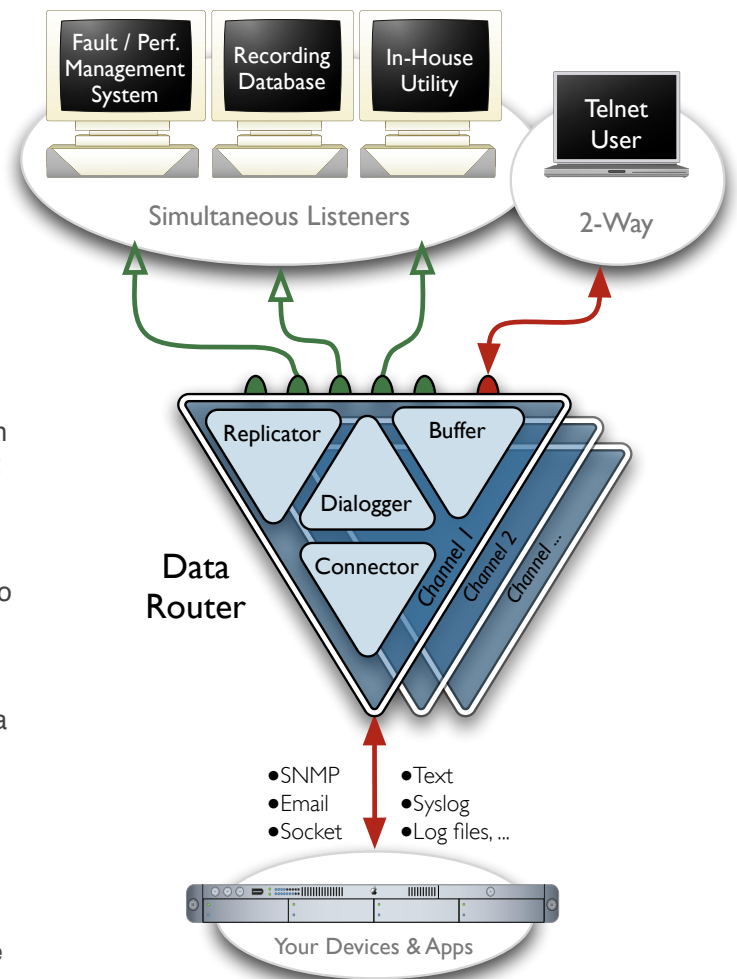 Fault / Perf.
Management
System
Recording
Database
In-House
Utility
Telnet
User
Simultaneous Listeners
2-Way
Replicator
Buffer
Dialogger
Connector
Channel 1
Channel 2
Channel ...
Data
Router
●SNMP
●Email
●Socket
●Text
●Syslog
●Log files, ...
Your Devices & Apps